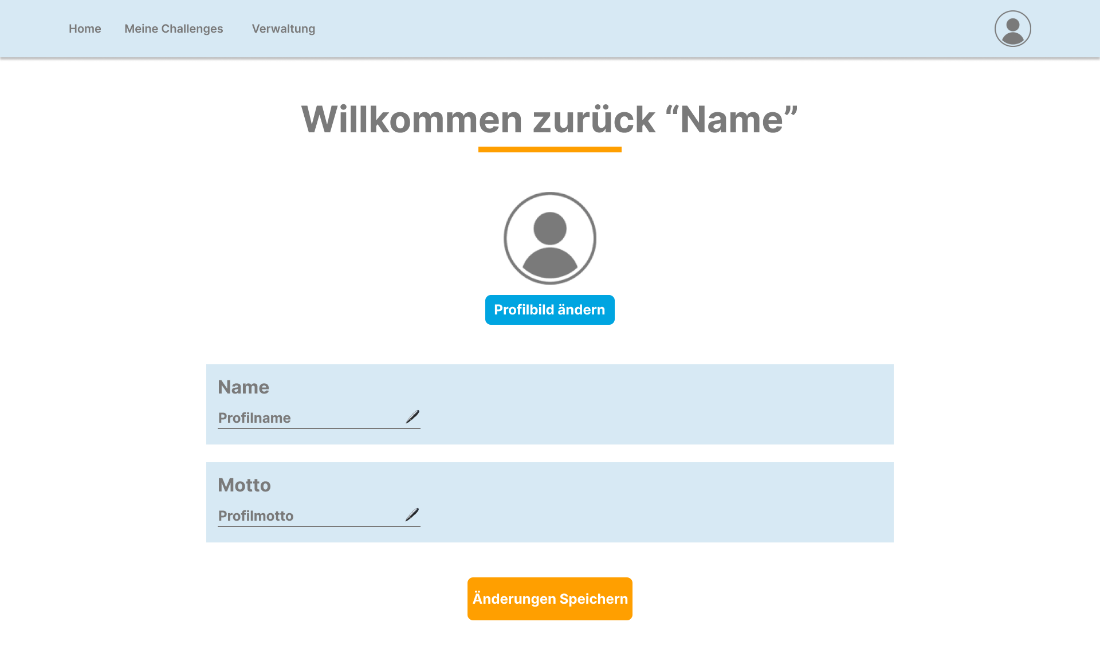 Home Meine Challenges Verwaltung
Willkommen zurück “Name”
Profilbild ändern
Name
Profilname
Motto
Profilmotto
Änderungen Speichern